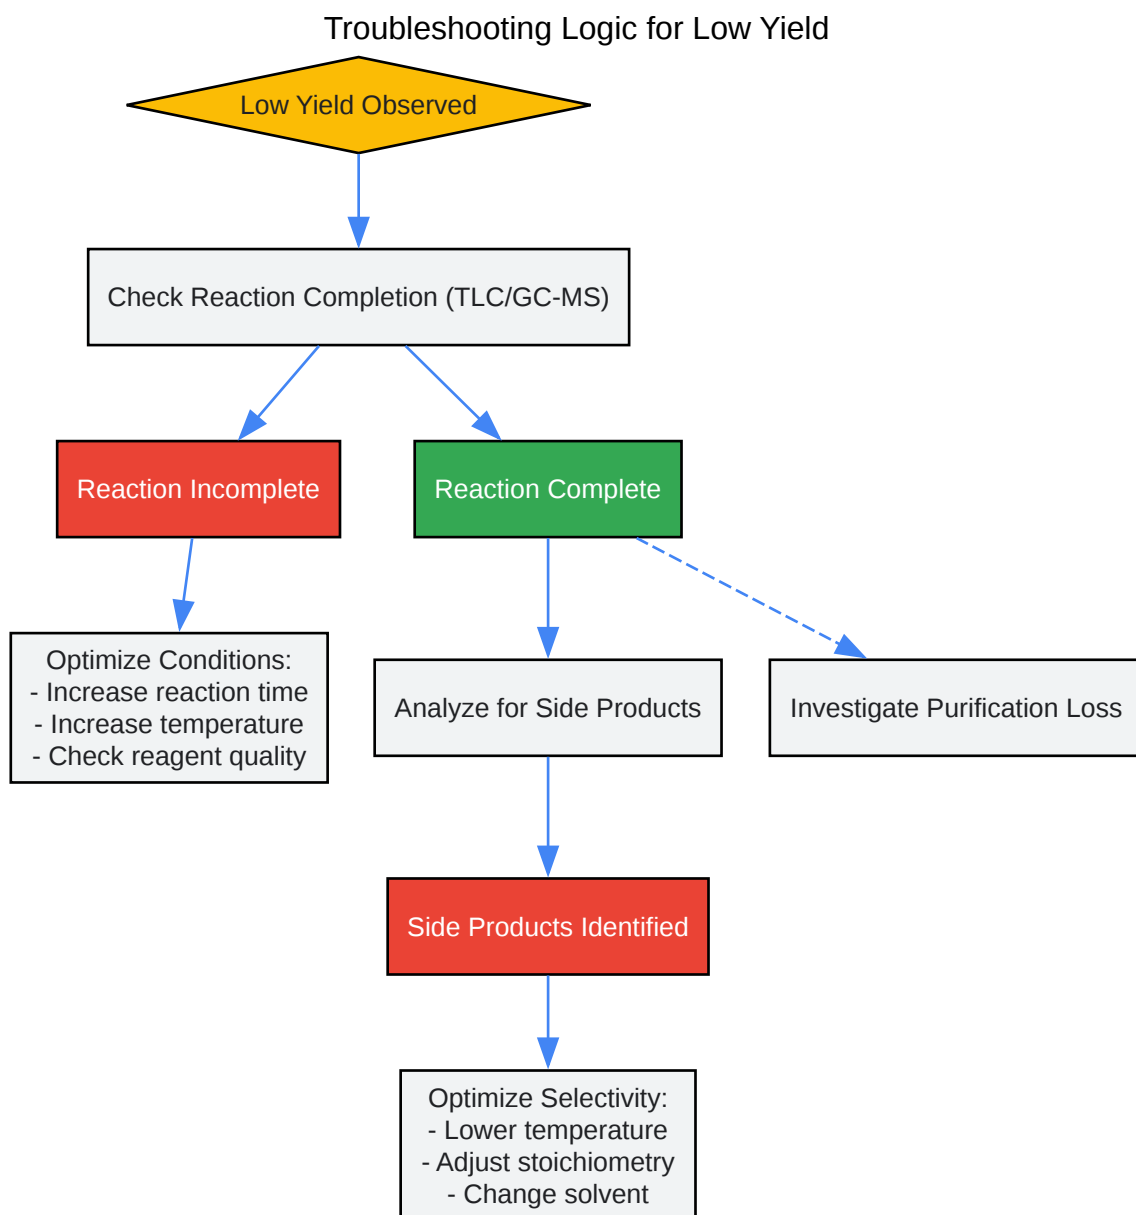 Troubleshooting Logic for Low Yield
Low Yield Observed
Check Reaction Completion (TLC/GC-MS)
Reaction Incomplete
Reaction Complete
Optimize Conditions:
- Increase reaction time
- Increase temperature
- Check reagent quality
Analyze for Side Products
Investigate Purification Loss
Side Products Identified
Optimize Selectivity:
- Lower temperature
- Adjust stoichiometry
- Change solvent